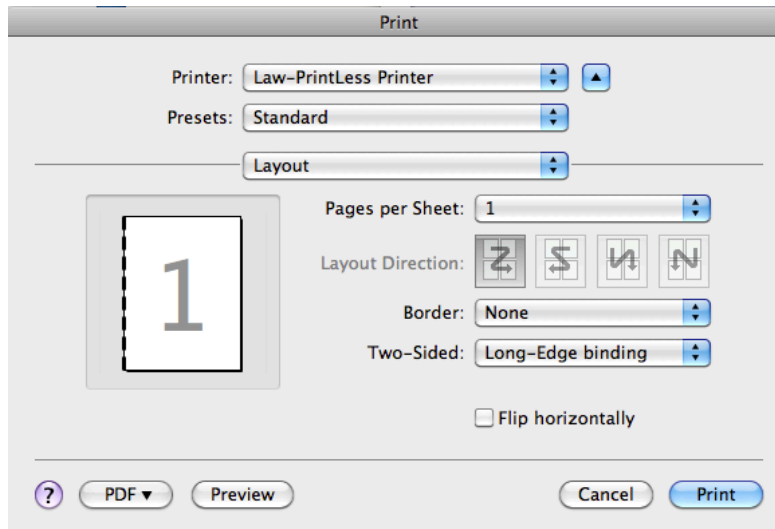 Print
Printer: Law-PrintLess Printer
Presets: Standard
Layout
Pages per Sheet: 1
1
Layout Direction:
Border: None
Two-Sided: Long-Edge binding
Flip horizontally
? PDF▼ Preview Cancel Print